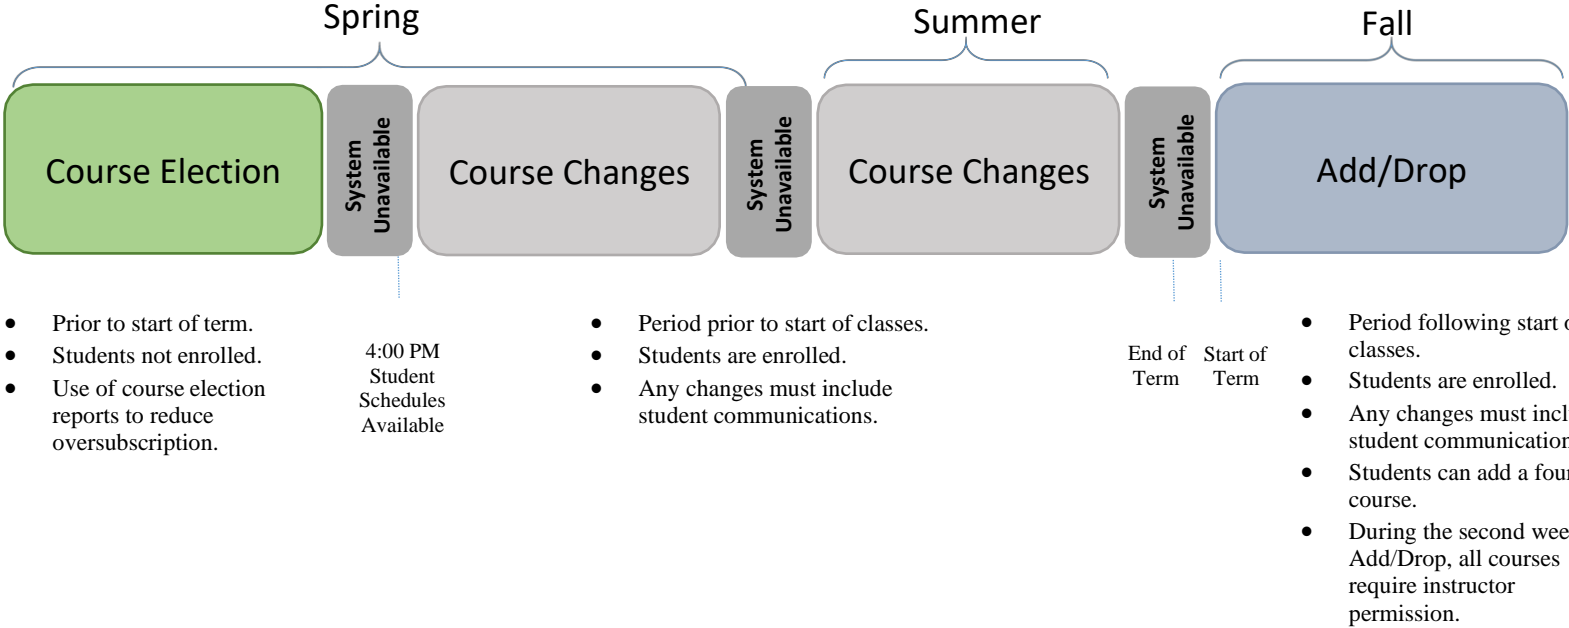 Spring
Summer
Fall
Course Election
System
Unavailable
Course Changes
System
Unavailable
Course Changes
System
Unavailable
Add/Drop
• Prior to start of term.
• Students not enrolled.
• Use of course election
reports to reduce
oversubscription.
4:00 PM
Student
Schedules
Available
• Period prior to start of classes.
• Students are enrolled.
• Any changes must include
student communications.
End of
Term
Start of
Term
• Period following start
classes.
• Students are enrolled.
• Any changes must
student
• Students can add a
course.
• During the second
Add/Drop, all courses
require instructor
permission.